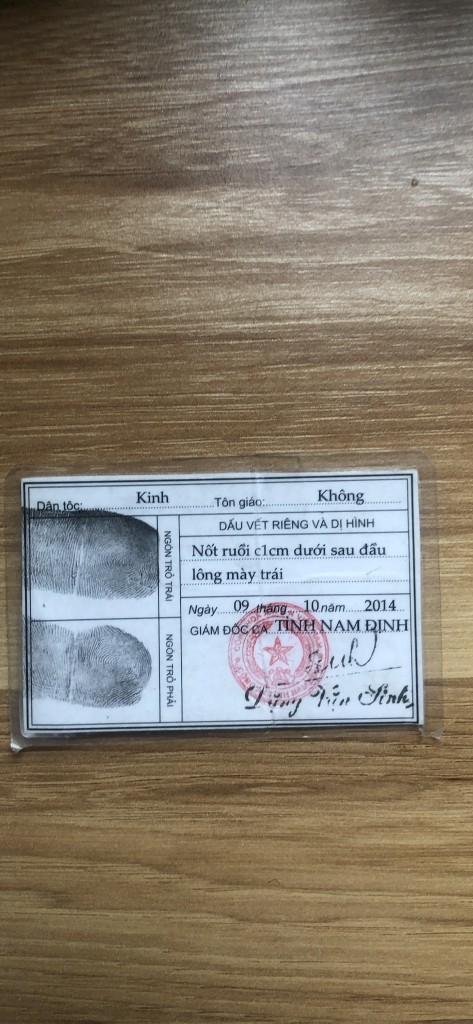 Dân tộc: Kinh Tôn giáo: Không
NGÓN TRỎ TRÁI
DẤU VẾT RIÊNG VÀ DỊ HÌNH
Nốt ruồi c1cm dưới sau đầu
lông mày trái
Ngày 09 tháng 10 năm 2014
GIÁM ĐỐC CA TỈNH NAM ĐỊNH
NGÓN TRỎ PHẢI
Văn Sinh